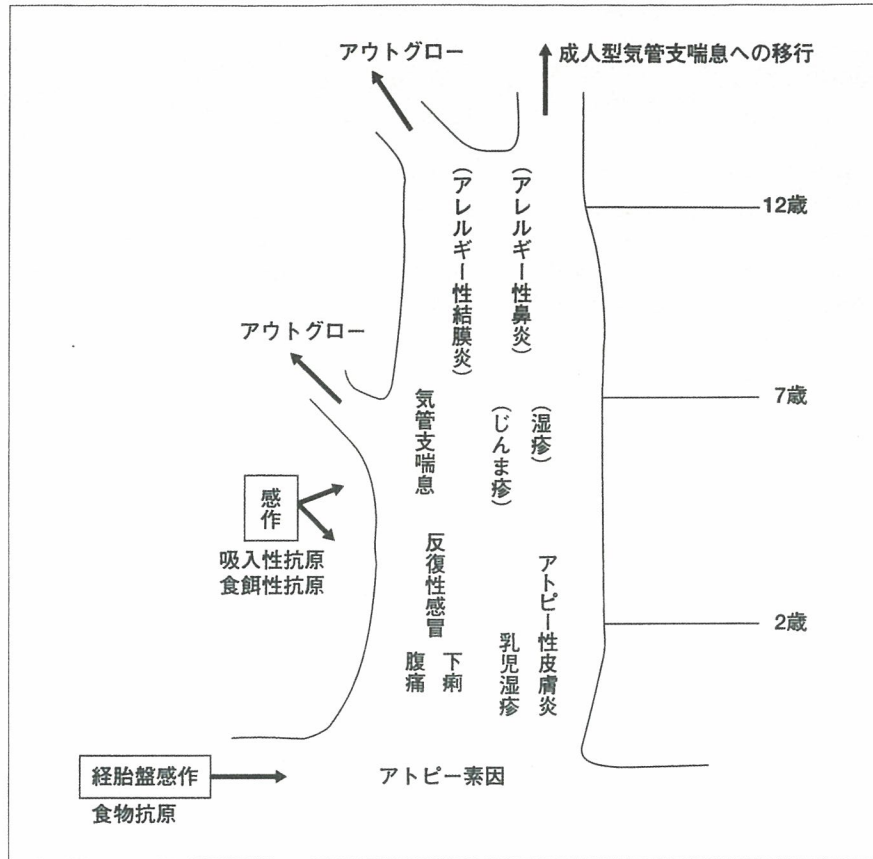 アウトグロー
成人型気管支喘息への移行
(アレルギー性鼻炎)
(アレルギー性結膜炎)
12歳
アウトグロー
7歳
気管支喘息
(湿疹)
(じんま疹)
感作
吸入性抗原
食餌性抗原
反復性感冒
アトピー性皮膚炎
乳児湿疹
2歳
下痢
腹痛
経胎盤感作
食物抗原
アトピー素因